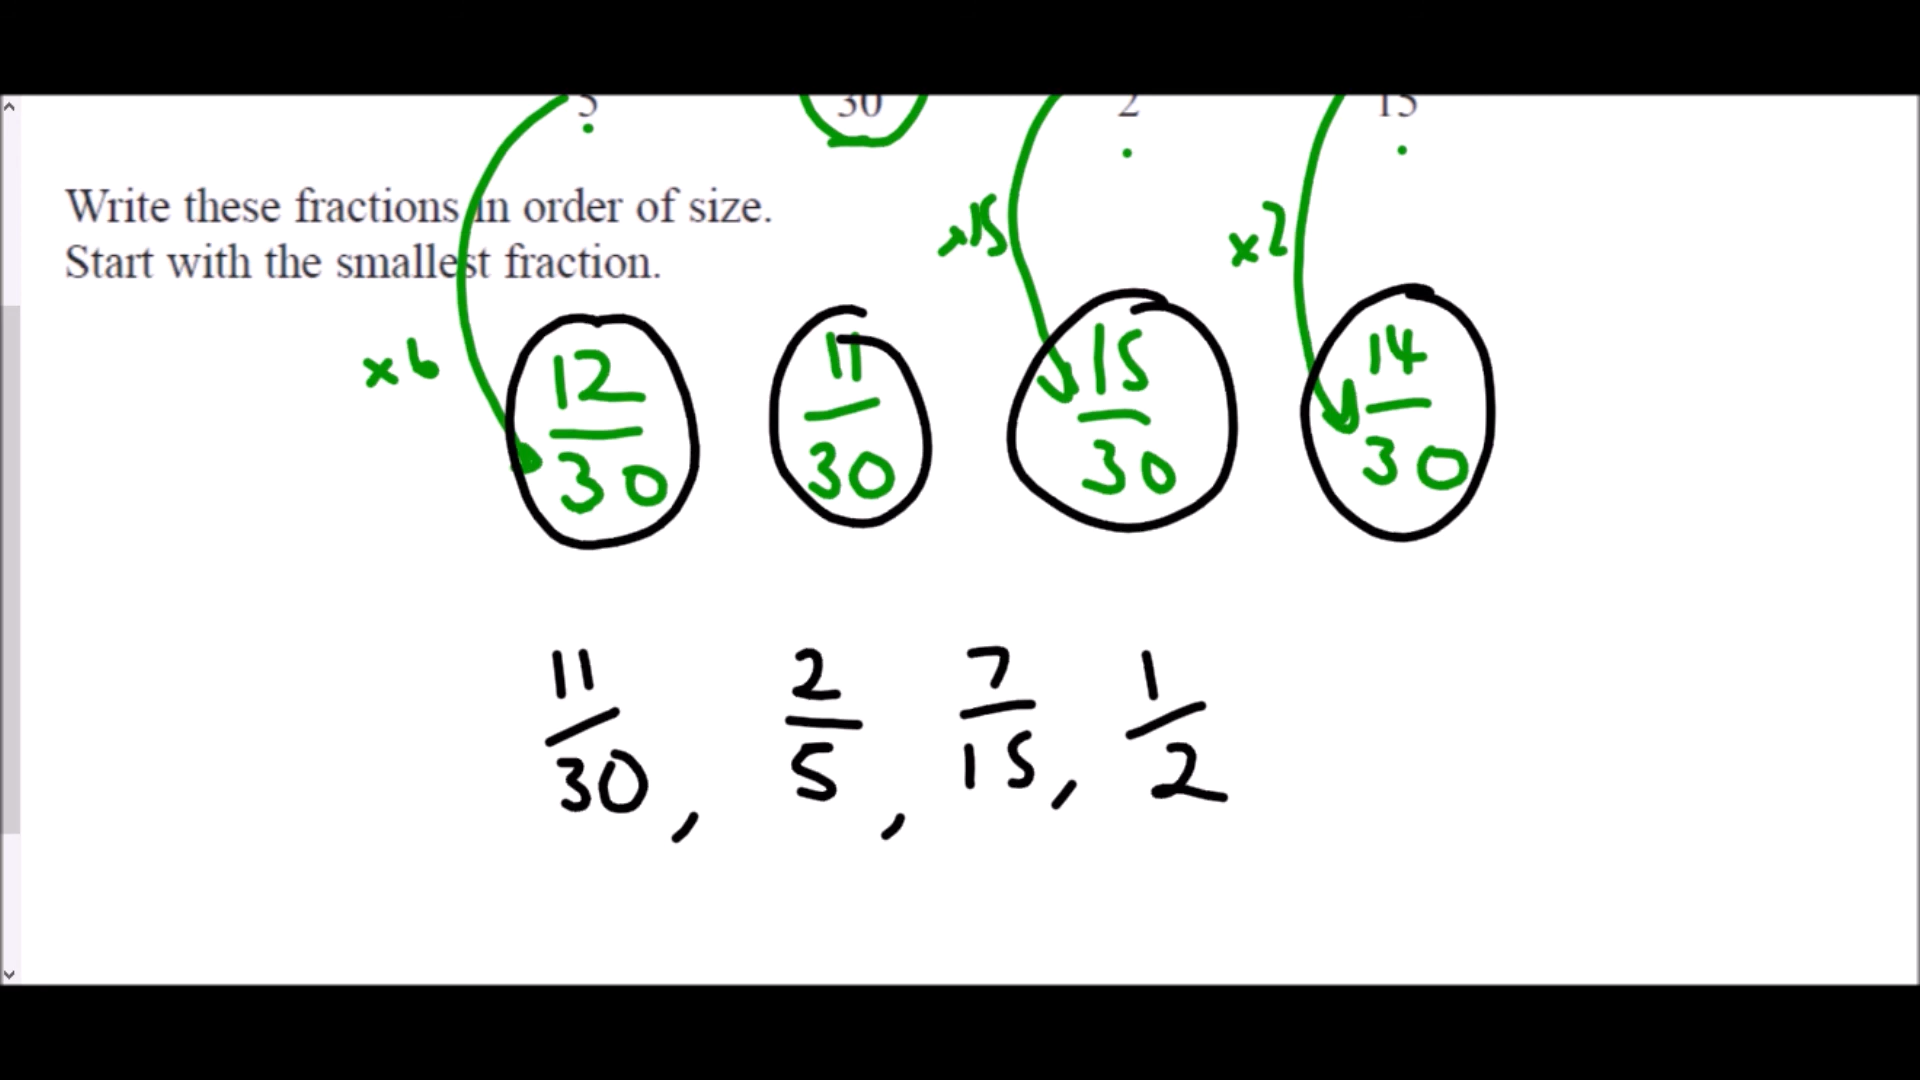 5 30 2 15
Write these fractions in order of size.
Start with the smallest fraction.
×15 ×2
×6
12 11 15 14
30 30 30 30
11 2 7 1
30 , 5 , 15 , 2